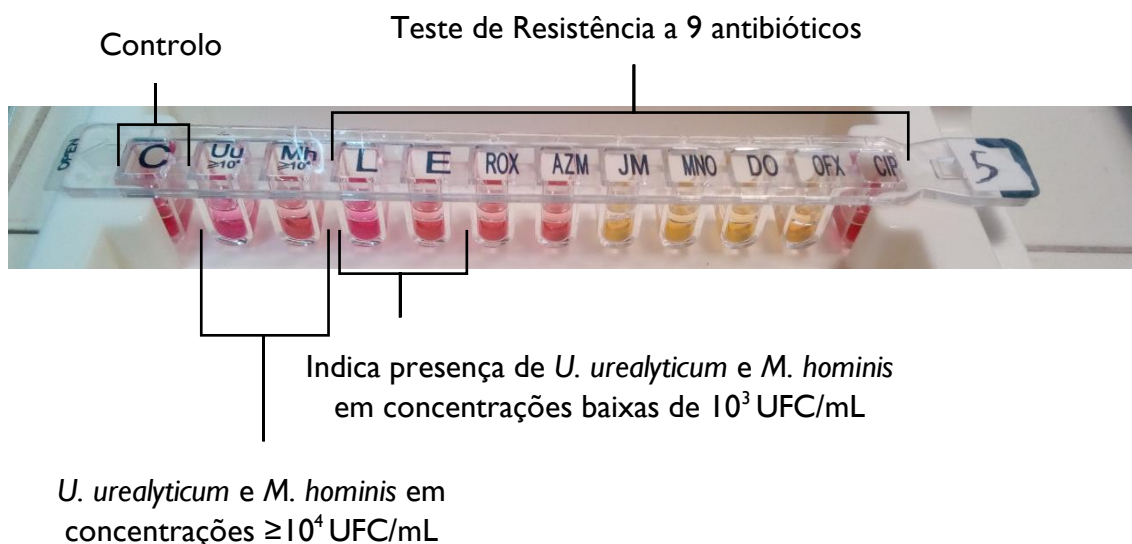 Teste de Resistência a 9 antibióticos
Controlo
OPEN
C Uu ≥10⁴ Mh ≥10⁴ L E ROX AZM JM MNO DO OFX CIP 5
Indica presença de U. urealyticum e M. hominis
em concentrações baixas de 10³ UFC/mL
U. urealyticum e M. hominis em
concentrações ≥10⁴ UFC/mL